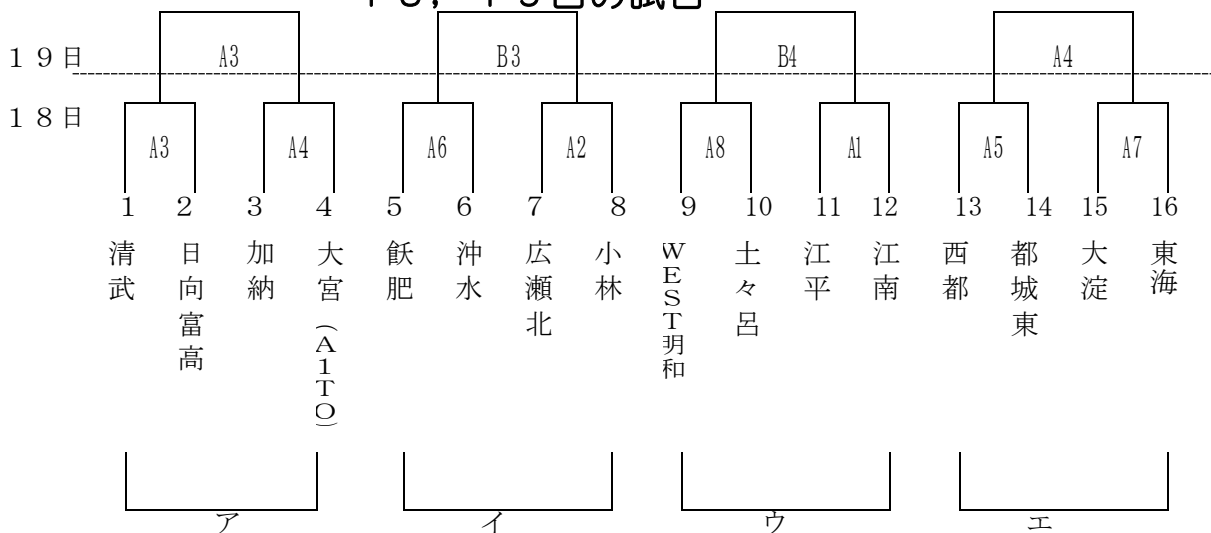 19日 A3 B3 B4 A4
18日
A3 A4 A6 A2 A8 A1 A5 A7
1 2 3 4 5 6 7 8 9 10 11 12 13 14 15 16
清武
日向富高
加納
大宮(A1TO)
飫肥
沖水
広瀬北
小林
WEST明和
土々呂
江平
江南
西都
都城東
大淀
東海
ア イ ウ エ